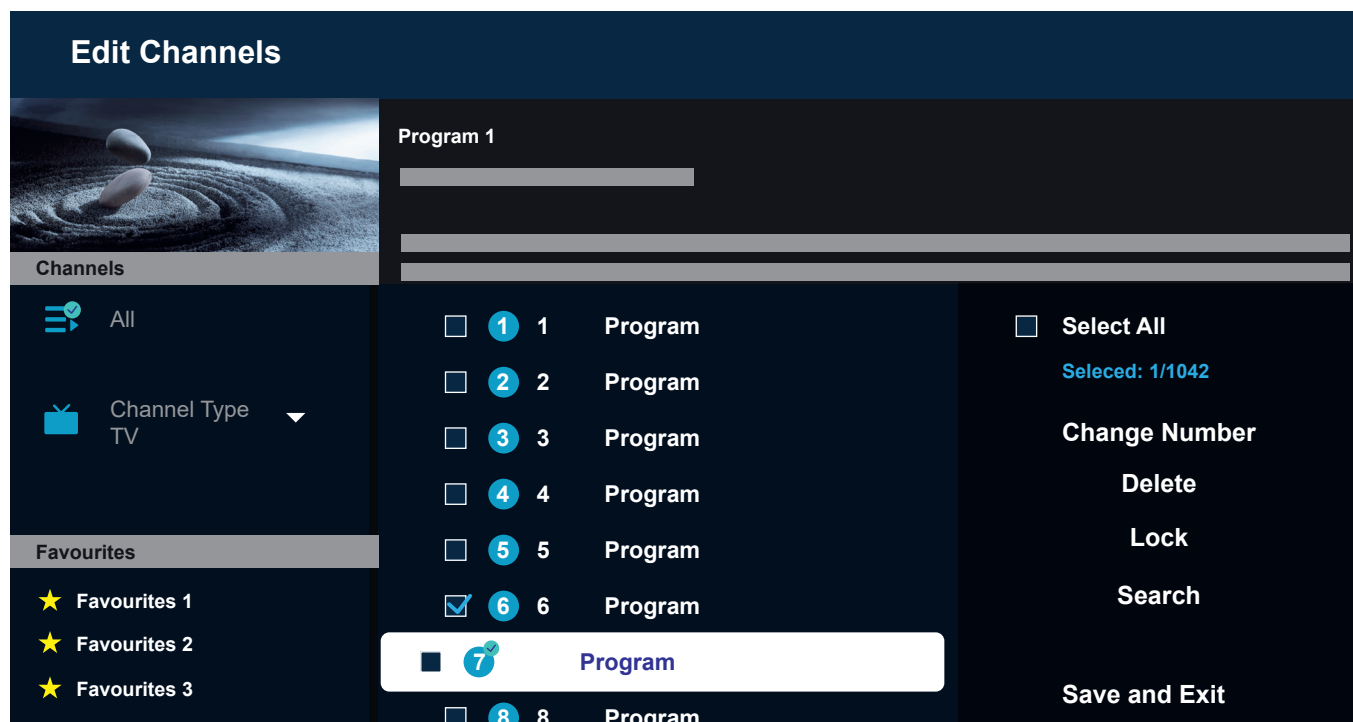 Edit Channels
Program 1
Channels
All
Channel Type
TV
Favourites
Favourites 1
Favourites 2
Favourites 3
1 1 Program
2 2 Program
3 3 Program
4 4 Program
5 5 Program
6 6 Program
7 Program
8 8 Program
Select All
Seleced: 1/1042
Change Number
Delete
Lock
Search
Save and Exit